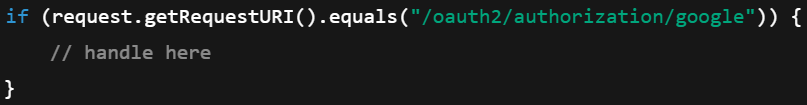 if (request.getRequestURI().equals("/oauth2/authorization/google")) {
    // handle here
}